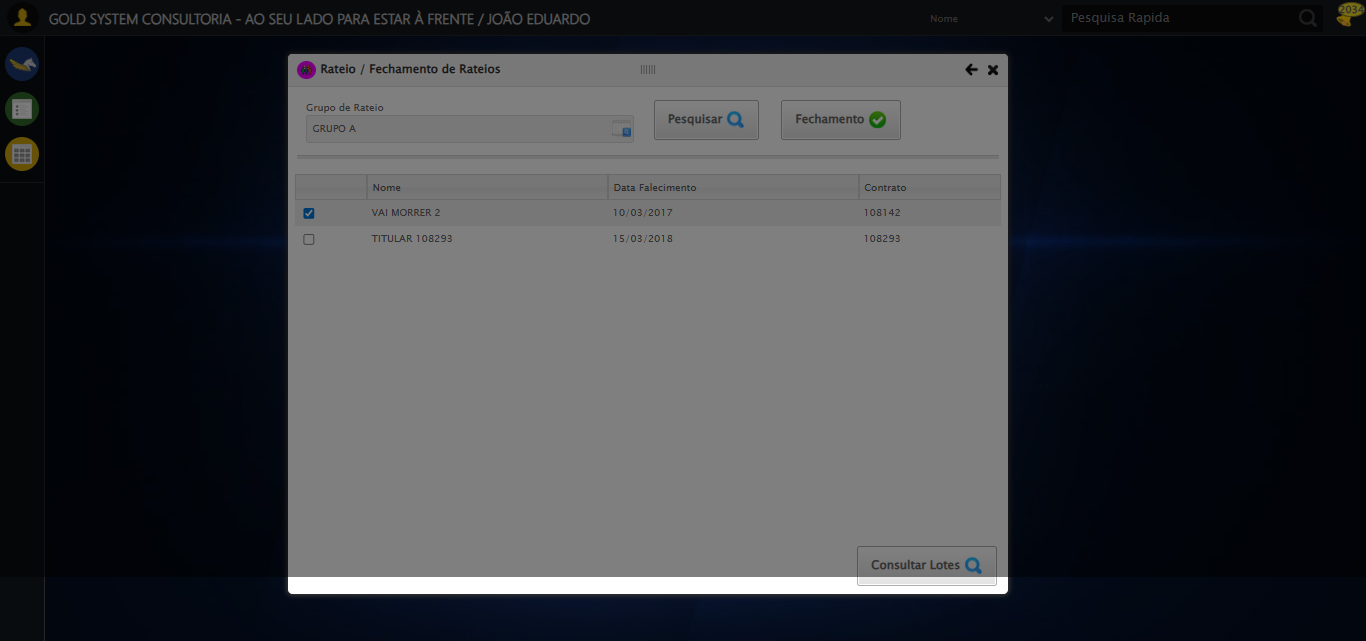 GOLD SYSTEM CONSULTORIA - AO SEU LADO PARA ESTAR À FRENTE / JOÃO EDUARDO
Nome
Pesquisa Rapida
2034
Rateio / Fechamento de Rateios
Grupo de Rateio
GRUPO A
Pesquisar
Fechamento
Nome Data Falecimento Contrato
VAI MORRER 2 10/03/2017 108142
TITULAR 108293 15/03/2018 108293
Consultar Lotes